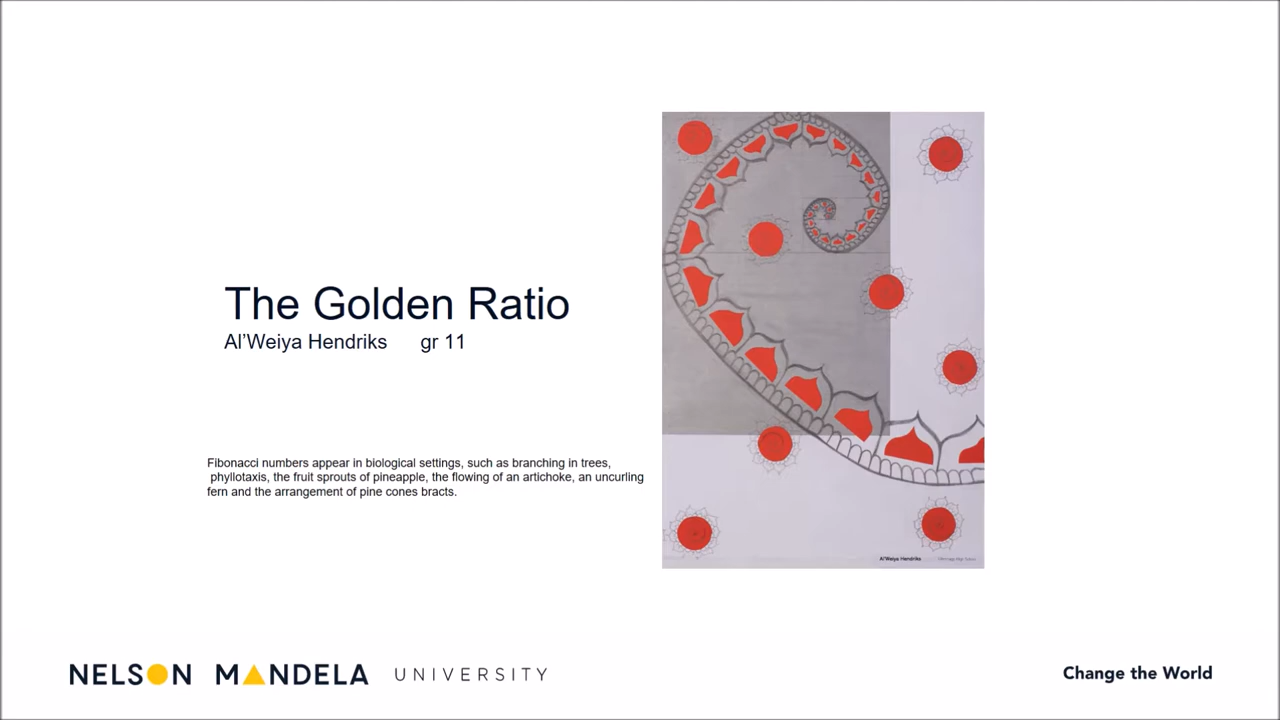 The Golden Ratio
Al’Weiya Hendriks gr 11
Fibonacci numbers appear in biological settings, such as branching in trees,
phyllotaxis, the fruit sprouts of pineapple, the flowing of an artichoke, an uncurling
fern and the arrangement of pine cones bracts.
Al'Weiya Hendriks
NELSON MANDELA UNIVERSITY
Change the World